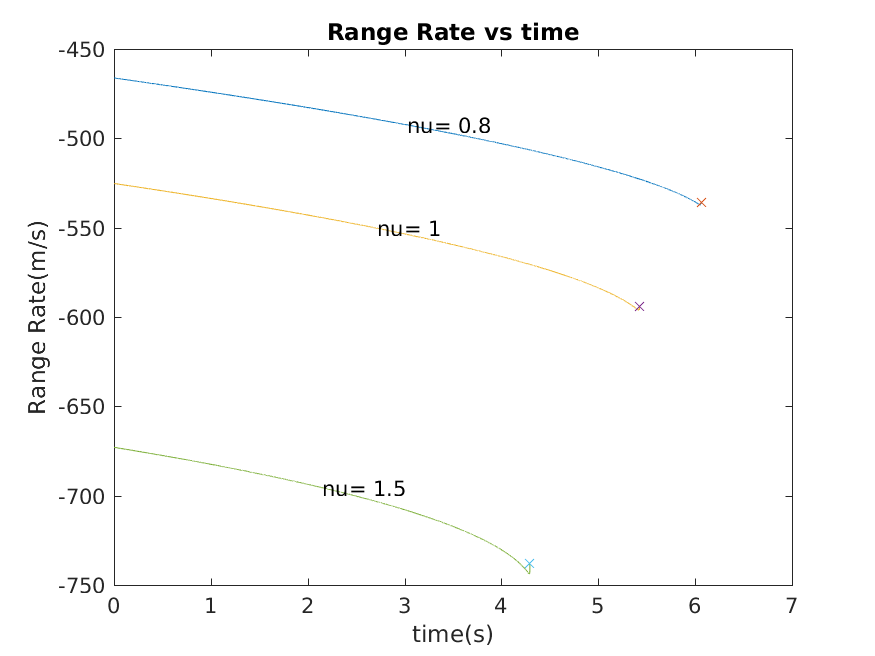 Range Rate vs time
-450
-500
-550
-600
-650
-700
-750
Range Rate(m/s)
nu= 0.8
nu= 1
nu= 1.5
0 1 2 3 4 5 6 7
time(s)